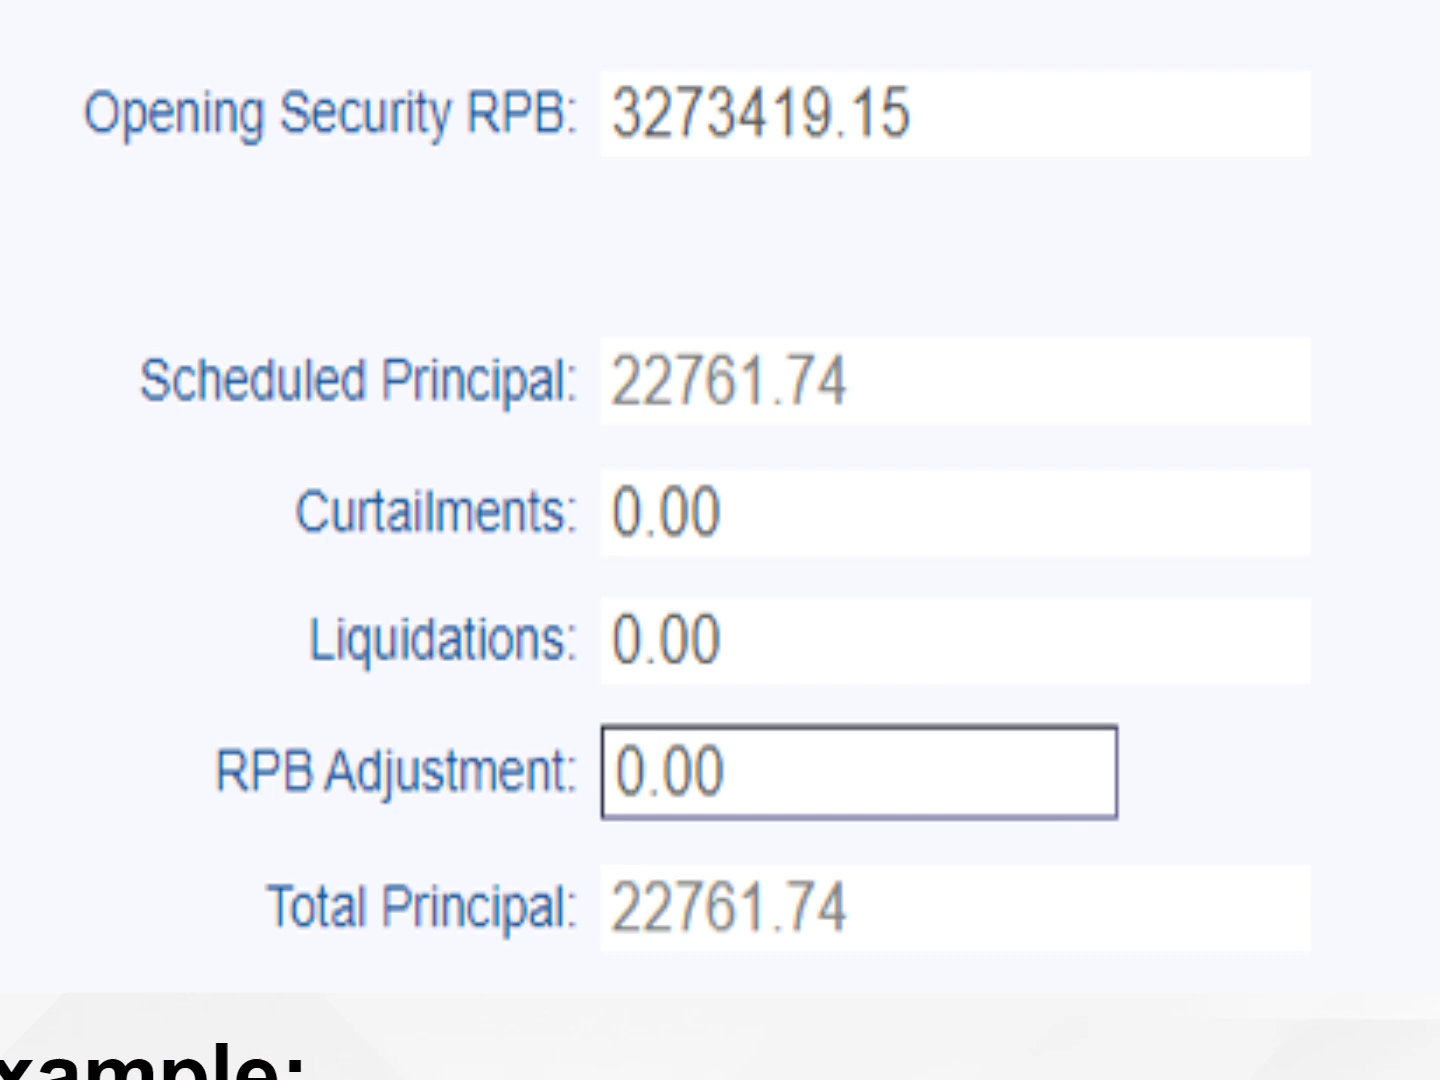 Opening Security RPB: 3273419.15
Scheduled Principal: 22761.74
Curtailments: 0.00
Liquidations: 0.00
RPB Adjustment: 0.00
Total Principal: 22761.74
xample: